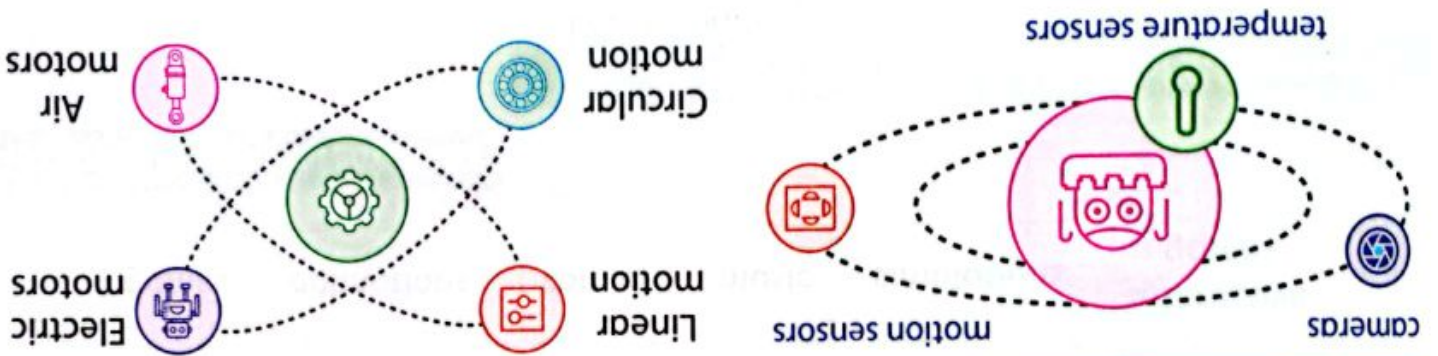 cameras
motion sensors
temperature sensors
Linear
motion
Electric
motors
Circular
motion
Air
motors